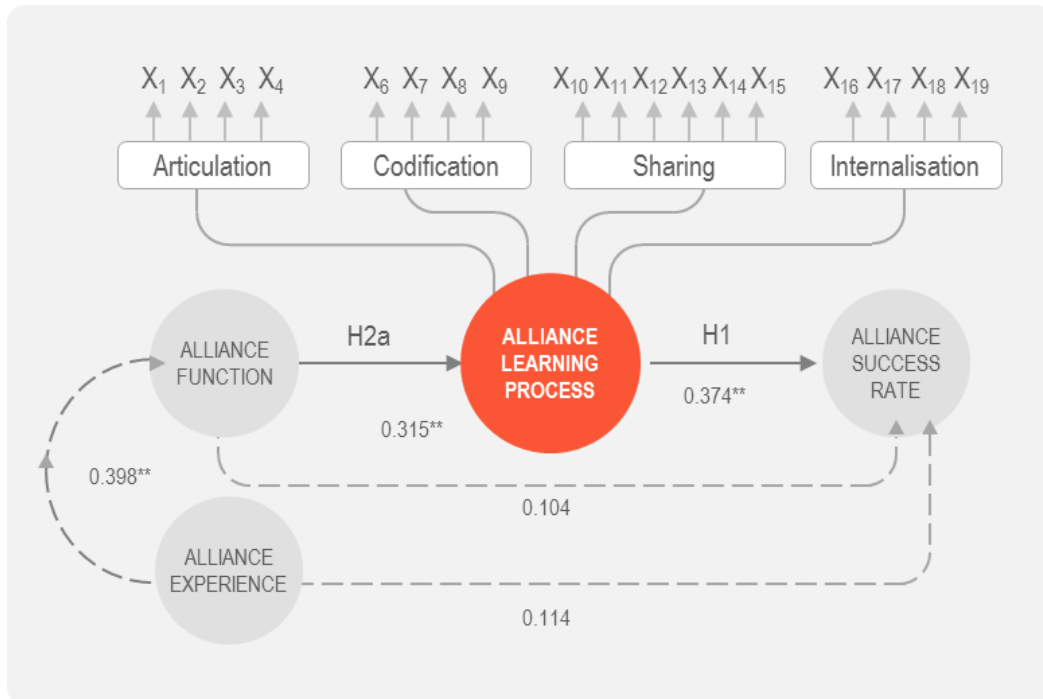 X₁ X₂ X₃ X₄ X₆ X₇ X₈ X₉ X₁₀ X₁₁ X₁₂ X₁₃ X₁₄ X₁₅ X₁₆ X₁₇ X₁₈ X₁₉
Articulation Codification Sharing Internalisation
ALLIANCE
FUNCTION
H2a
0.315**
ALLIANCE
LEARNING
PROCESS
H1
0.374**
ALLIANCE
SUCCESS
RATE
0.398**
0.104
ALLIANCE
EXPERIENCE
0.114